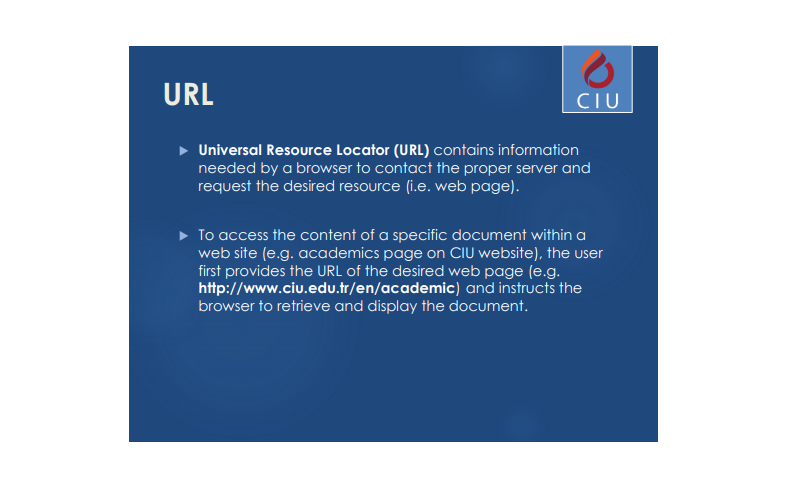 CIU
URL
Universal Resource Locator (URL) contains information
needed by a browser to contact the proper server and
request the desired resource (i.e. web page).
To access the content of a specific document within a
web site (e.g. academics page on CIU website), the user
first provides the URL of the desired web page (e.g.
http://www.ciu.edu.tr/en/academic) and instructs the
browser to retrieve and display the document.